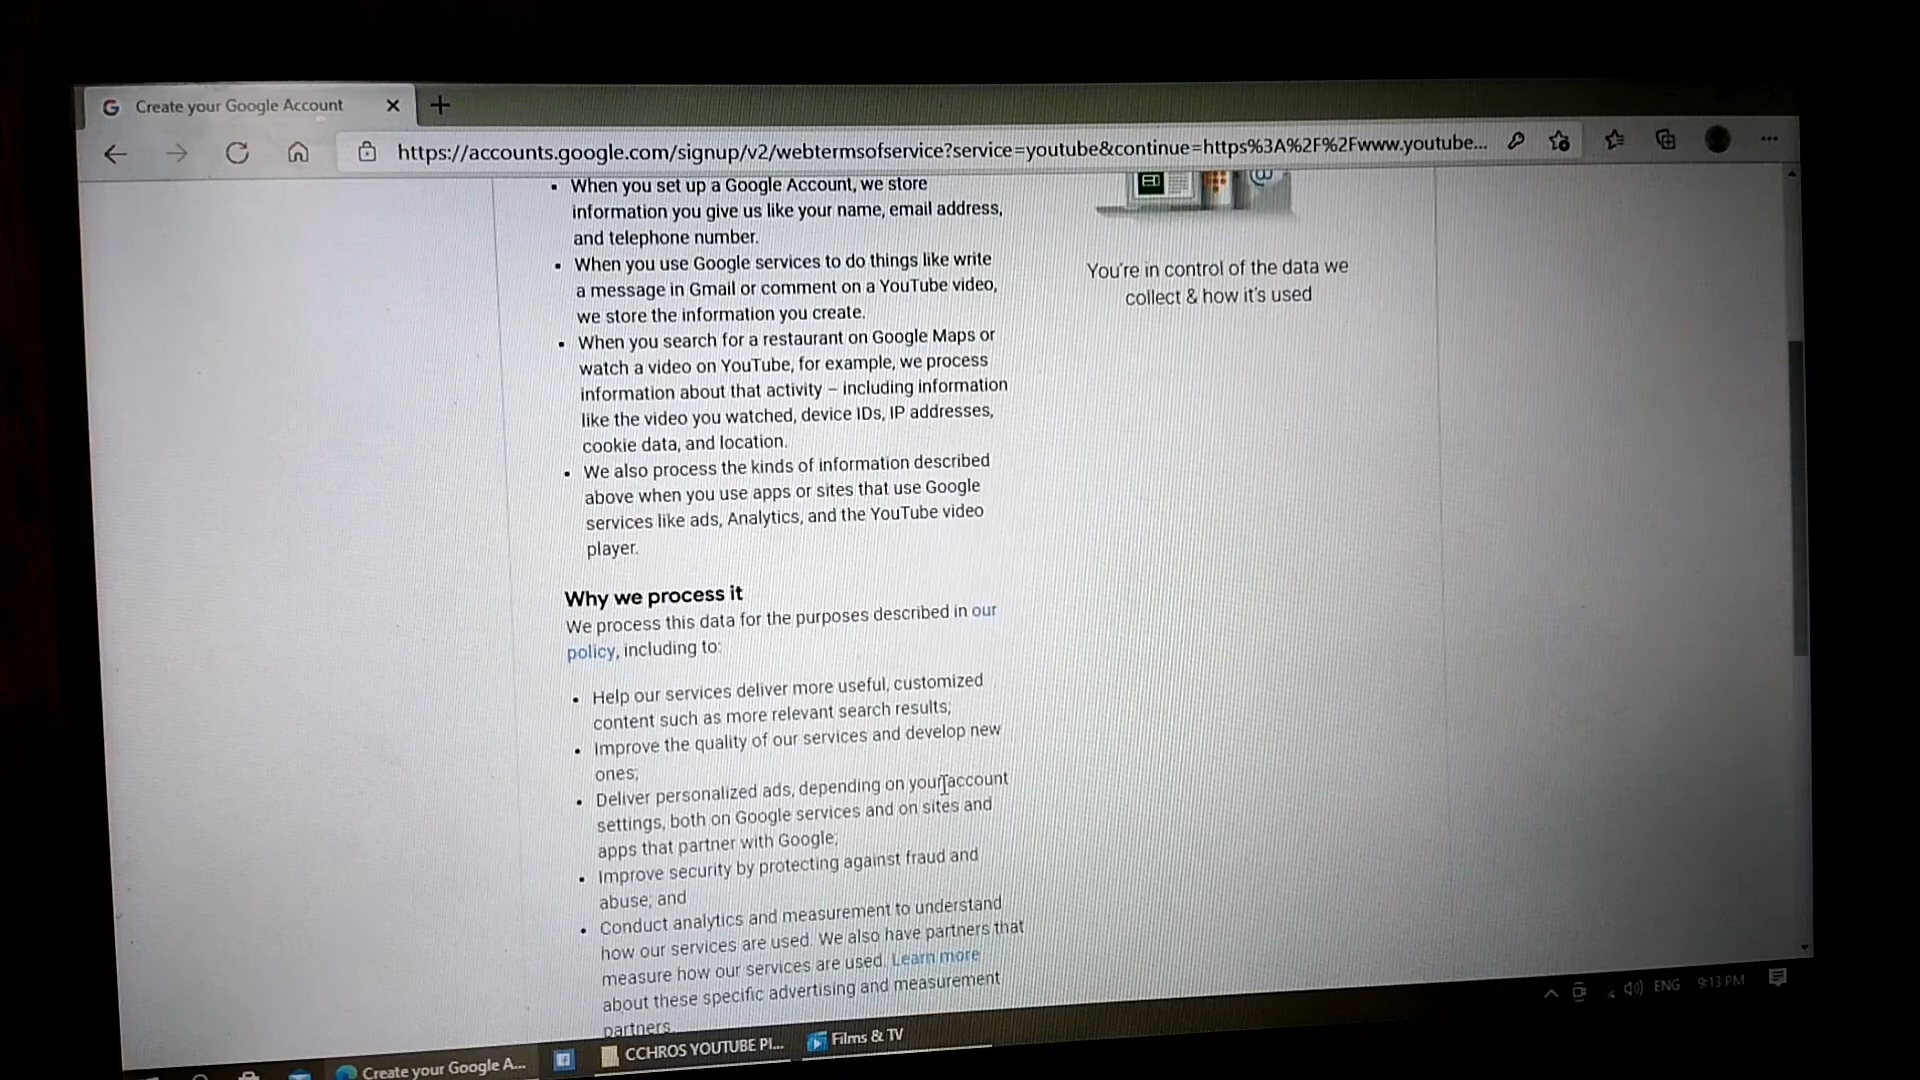 Create your Google Account
https://accounts.google.com/signup/v2/webtermsofservice?service=youtube&continue=https%3A%2F%2Fwww.youtube...
When you set up a Google Account, we store
information you give us like your name, email address,
and telephone number.
When you use Google services to do things like write
a message in Gmail or comment on a YouTube video,
we store the information you create.
When you search for a restaurant on Google Maps or
watch a video on YouTube, for example, we process
information about that activity – including information
like the video you watched, device IDs, IP addresses,
cookie data, and location.
We also process the kinds of information described
above when you use apps or sites that use Google
services like ads, Analytics, and the YouTube video
player.
Why we process it
We process this data for the purposes described in our
policy, including to:
Help our services deliver more useful, customized
content such as more relevant search results;
Improve the quality of our services and develop new
ones;
Deliver personalized ads, depending on your account
settings, both on Google services and on sites and
apps that partner with Google;
Improve security by protecting against fraud and
abuse; and
Conduct analytics and measurement to understand
how our services are used. We also have partners that
measure how our services are used. Learn more
about these specific advertising and measurement
partners.
You're in control of the data we
collect & how it's used
ENG
9:13 PM
Create your Google A...
CCHROS YOUTUBE Pl...
Films & TV